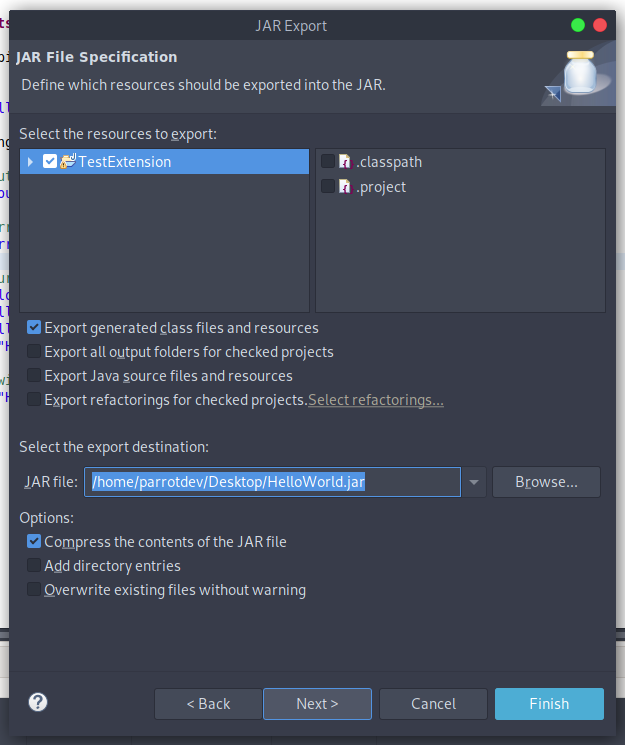 JAR Export
JAR File Specification
Define which resources should be exported into the JAR.
Select the resources to export:
TestExtension
.classpath
.project
Export generated class files and resources
Export all output folders for checked projects
Export Java source files and resources
Export refactorings for checked projects. Select refactorings...
Select the export destination:
JAR file: /home/parrotdev/Desktop/HelloWorld.jar Browse...
Options:
Compress the contents of the JAR file
Add directory entries
Overwrite existing files without warning
? < Back Next > Cancel Finish